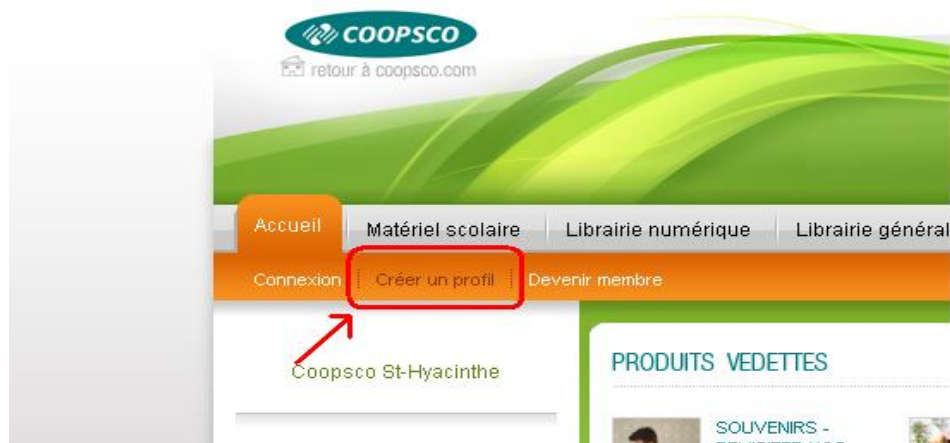 COOPSCO
retour à coopsco.com
Accueil
Matériel scolaire
Librairie numérique
Librairie général
Connexion
Créer un profil
Devenir membre
Coopsco St-Hyacinthe
PRODUITS VEDETTES
SOUVENIRS -